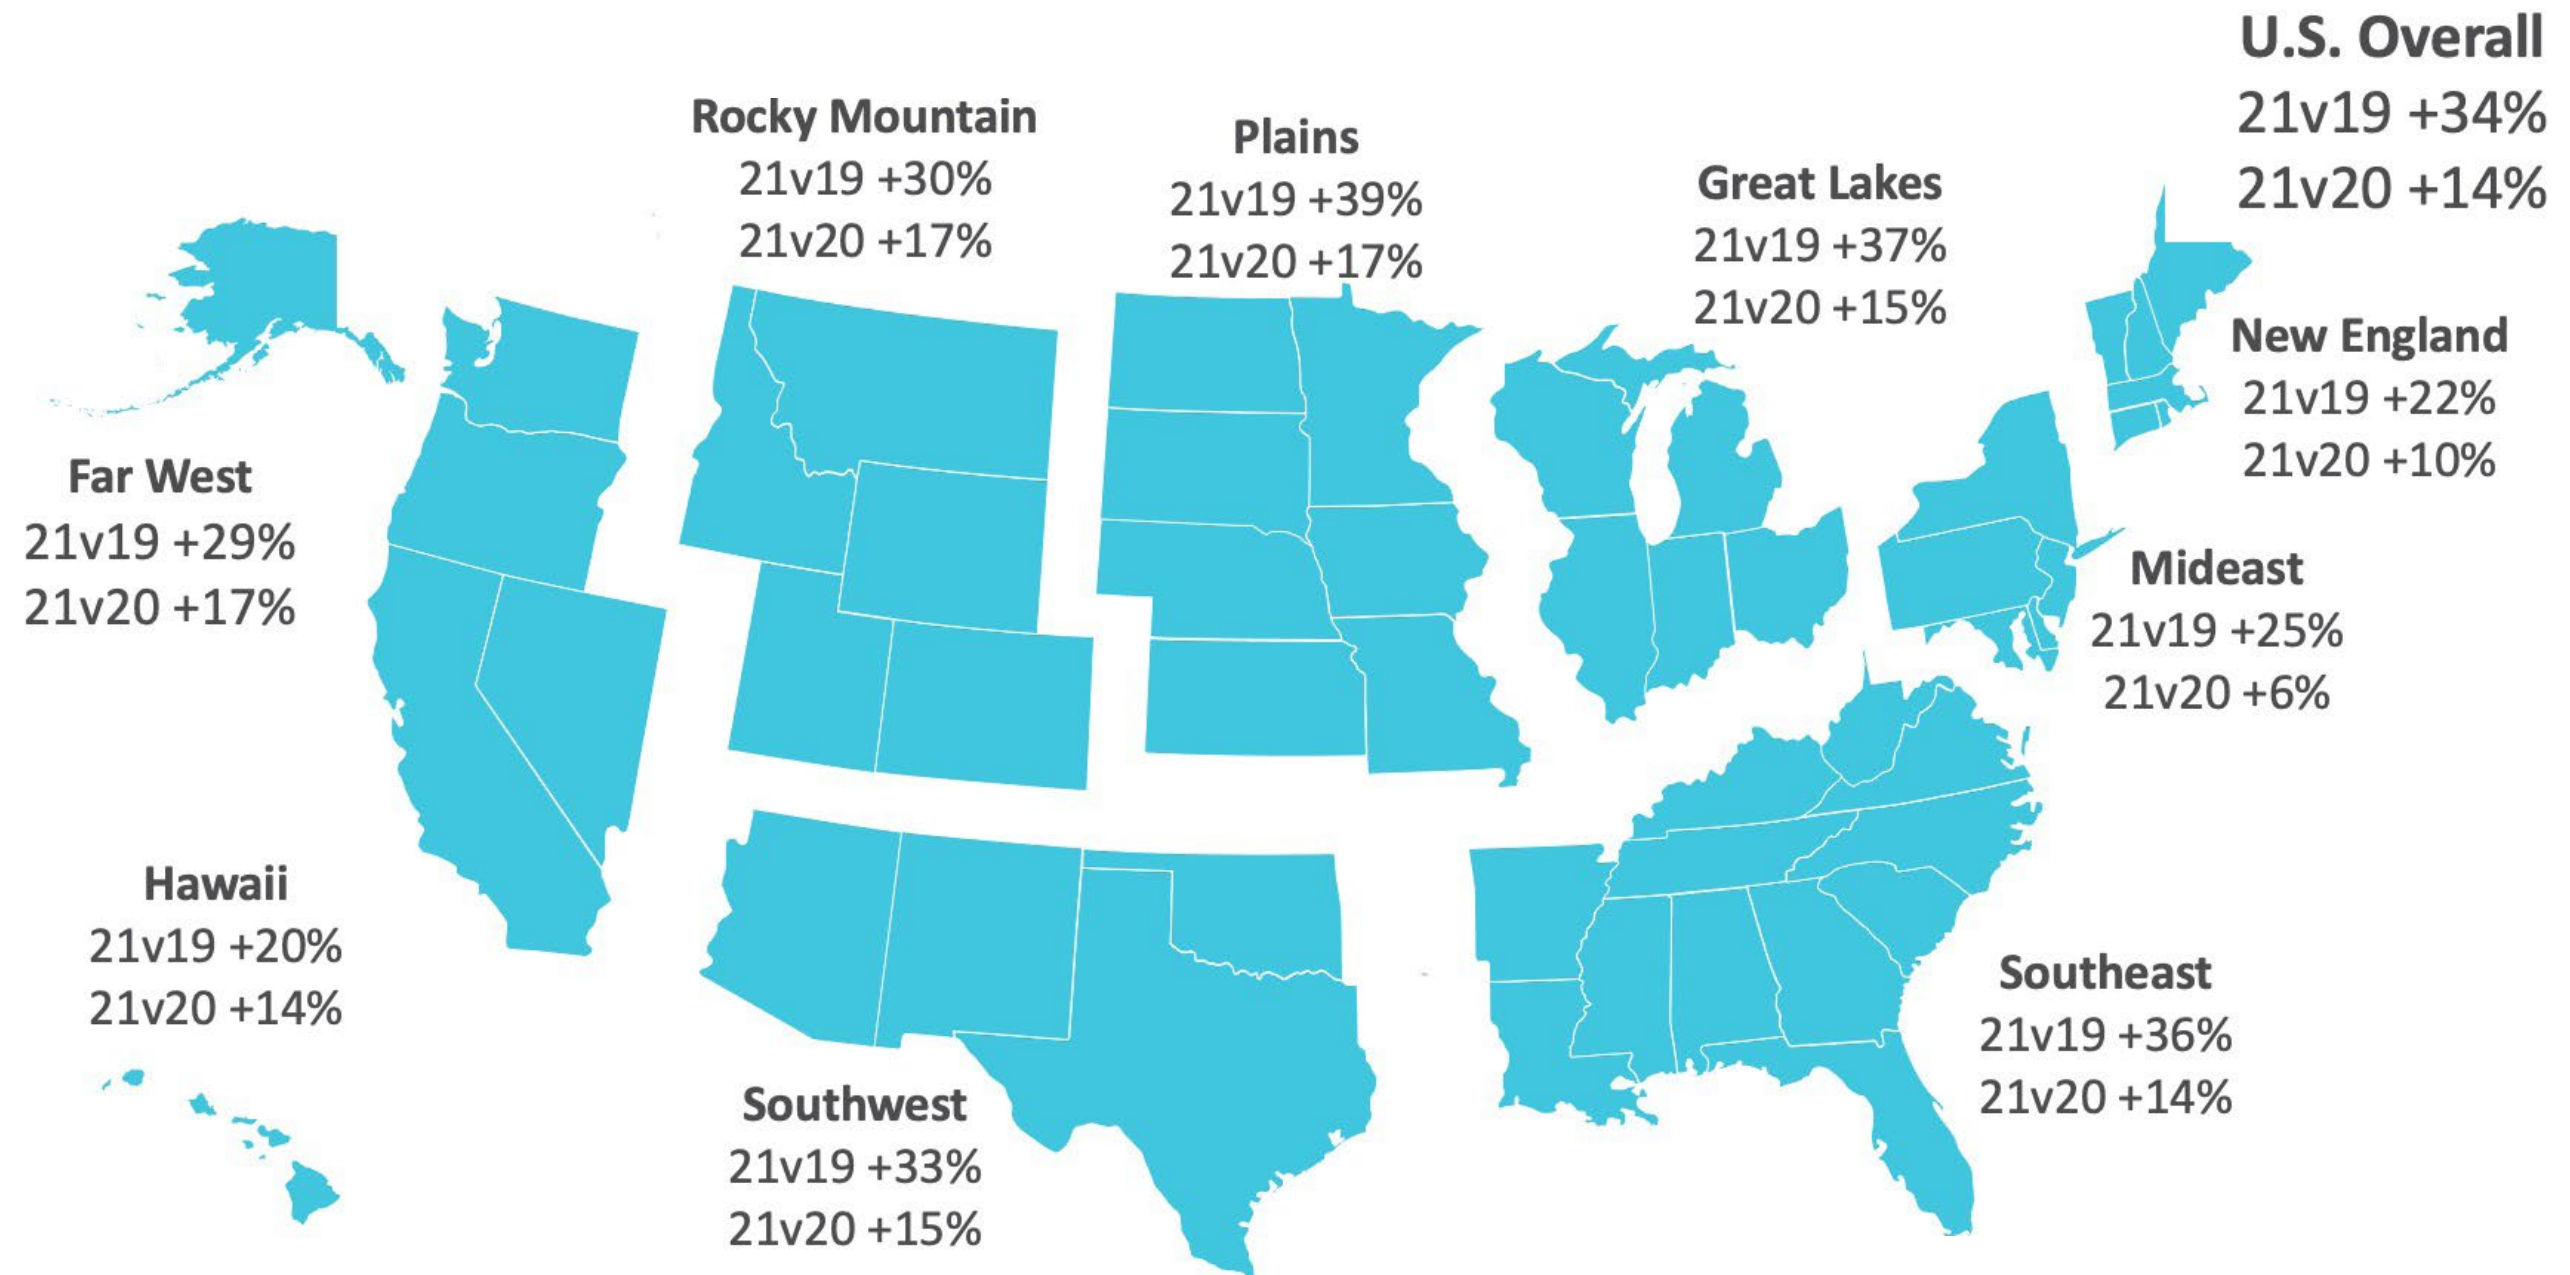 U.S. Overall
21v19 +34%
21v20 +14%
Rocky Mountain
21v19 +30%
21v20 +17%
Plains
21v19 +39%
21v20 +17%
Great Lakes
21v19 +37%
21v20 +15%
New England
21v19 +22%
21v20 +10%
Far West
21v19 +29%
21v20 +17%
Mideast
21v19 +25%
21v20 +6%
Hawaii
21v19 +20%
21v20 +14%
Southwest
21v19 +33%
21v20 +15%
Southeast
21v19 +36%
21v20 +14%